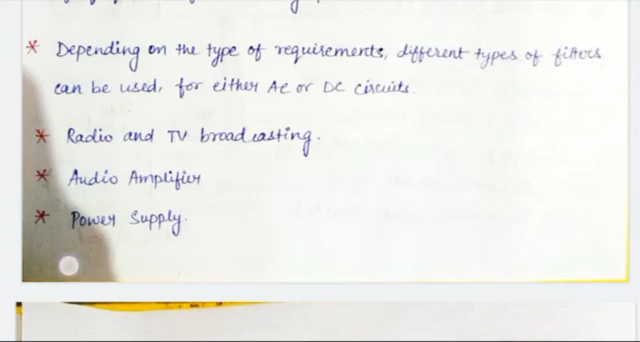 * Depending on the type of requirements, different types of filters
can be used, for either AC or DC circuits.
* Radio and TV broadcasting.
* Audio Amplifier
* Power Supply.